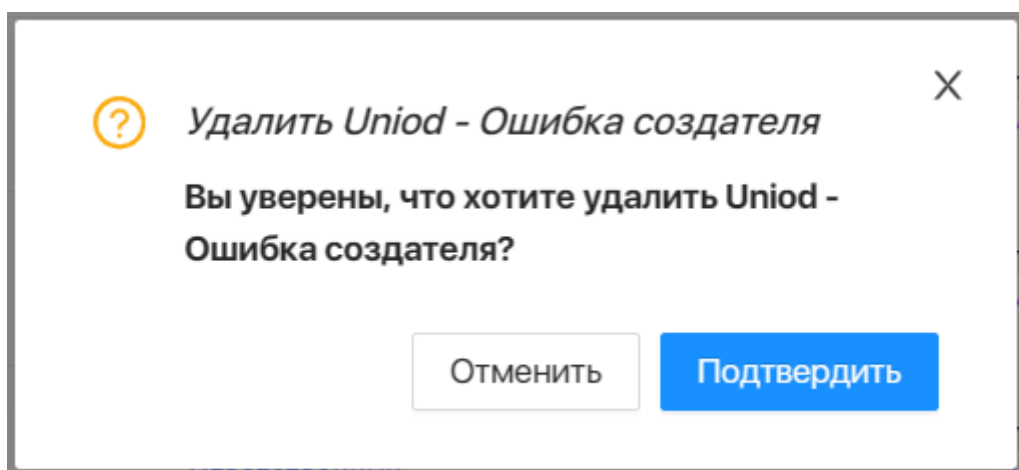 Удалить Uniod - Ошибка создателя
Вы уверены, что хотите удалить Uniod -
Ошибка создателя?
Отменить Подтвердить